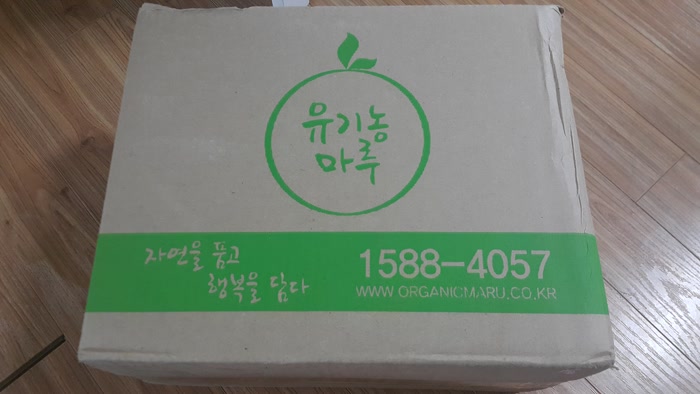 유기농
마루
자연을 품고
행복을 담다
1588-4057
WWW.ORGANICMARU.CO.KR